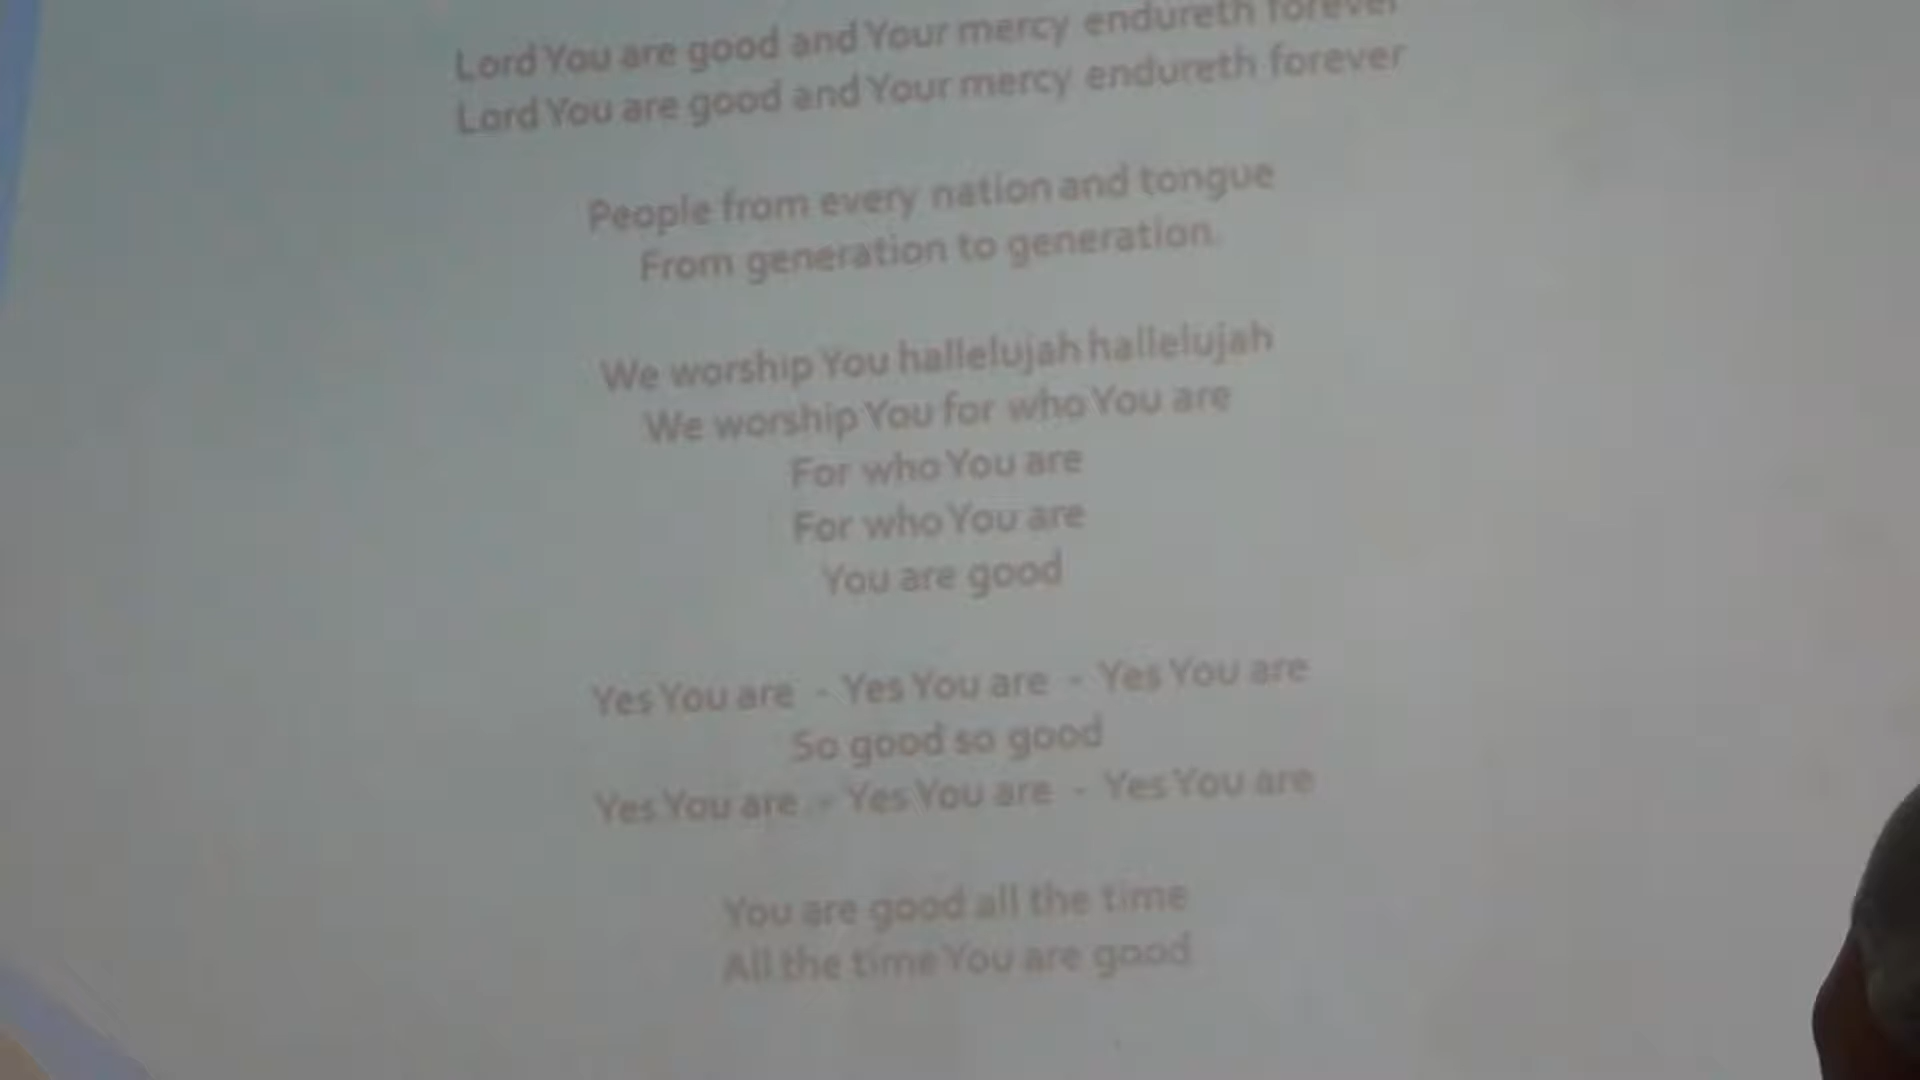 Lord You are good and Your mercy endureth forever
Lord You are good and Your mercy endureth forever
People from every nation and tongue
From generation to generation.
We worship You hallelujah hallelujah
We worship You for who You are
For who You are
For who You are
You are good
Yes You are - Yes You are - Yes You are
So good so good
Yes You are - Yes You are - Yes You are
You are good all the time
All the time You are good